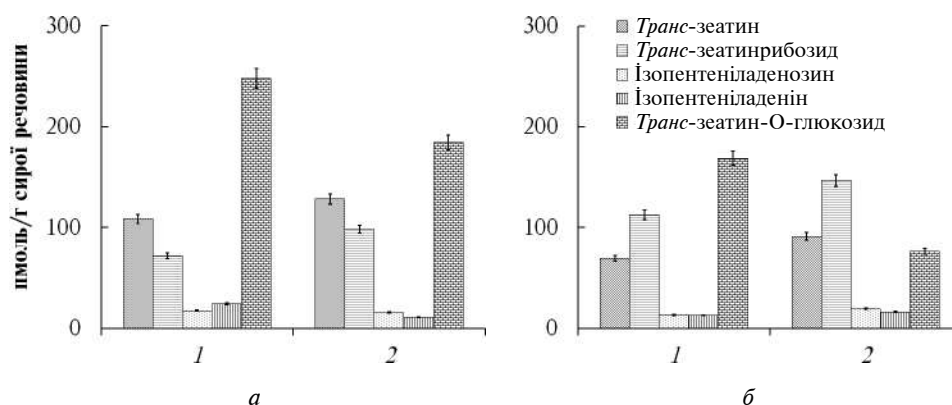 пмоль/г сирої речовини
300
200
100
0
1
2
а
300
200
100
0
1
2
б
Транс-зеатин
Транс-зеатинрибозид
Ізопентеніладенозин
Ізопентеніладенін
Транс-зеатин-О-глюкозид